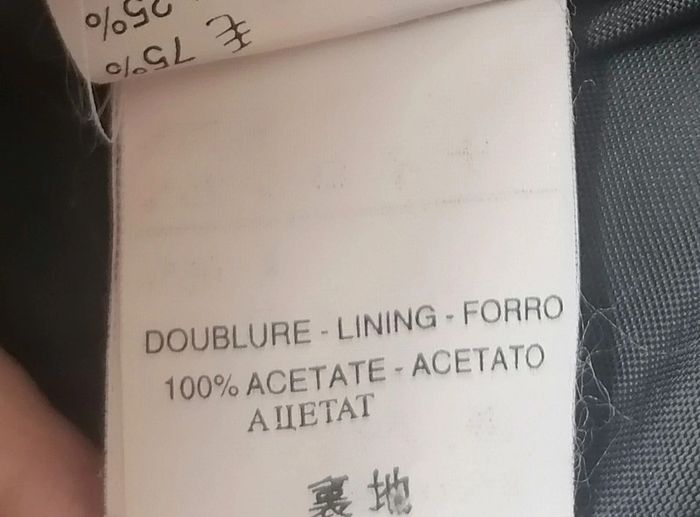 毛 75%
25%
DOUBLURE - LINING - FORRO
100% ACETATE - ACETATO
АЦЕТАТ
裏地